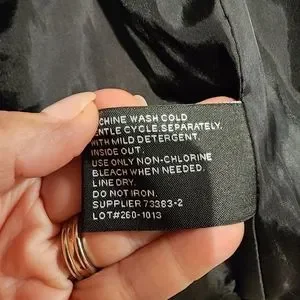 CHINE WASH COLD
ENTLE CYCLE.SEPARATELY.
WITH MILD DETERGENT.
INSIDE OUT.
USE ONLY NON-CHLORINE
BLEACH WHEN NEEDED.
LINE DRY.
DO NOT IRON.
SUPPLIER 73383-2
LOT#260-1013